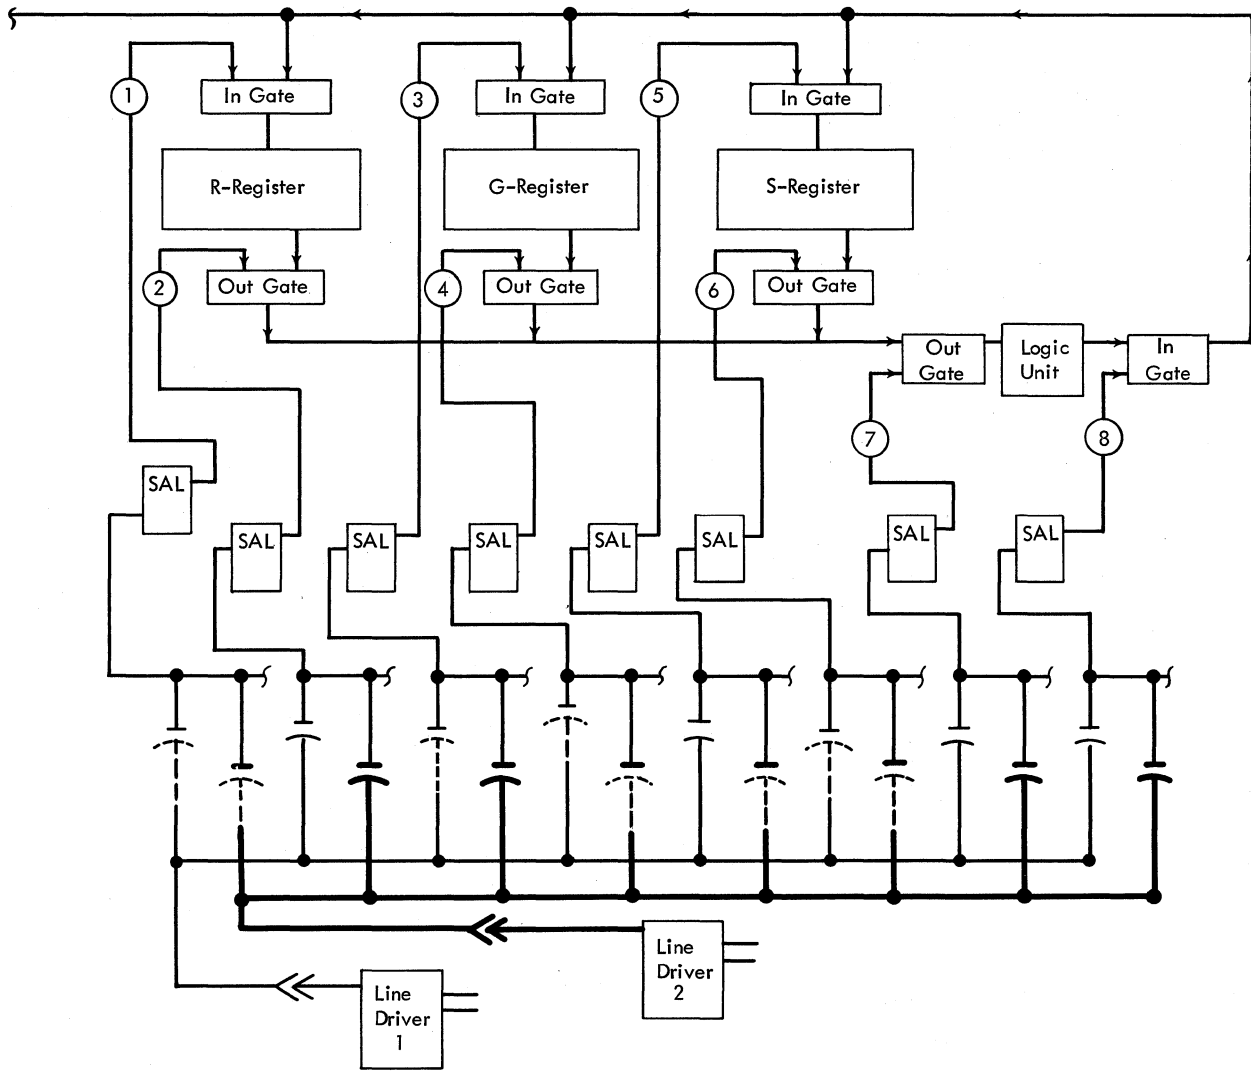 1
In Gate
3
In Gate
5
In Gate
R-Register
G-Register
S-Register
2
Out Gate
4
Out Gate
6
Out Gate
Out
Gate
Logic
Unit
In
Gate
7
8
SAL
SAL
SAL
SAL
SAL
SAL
SAL
SAL
Line
Driver
2
Line
Driver
1